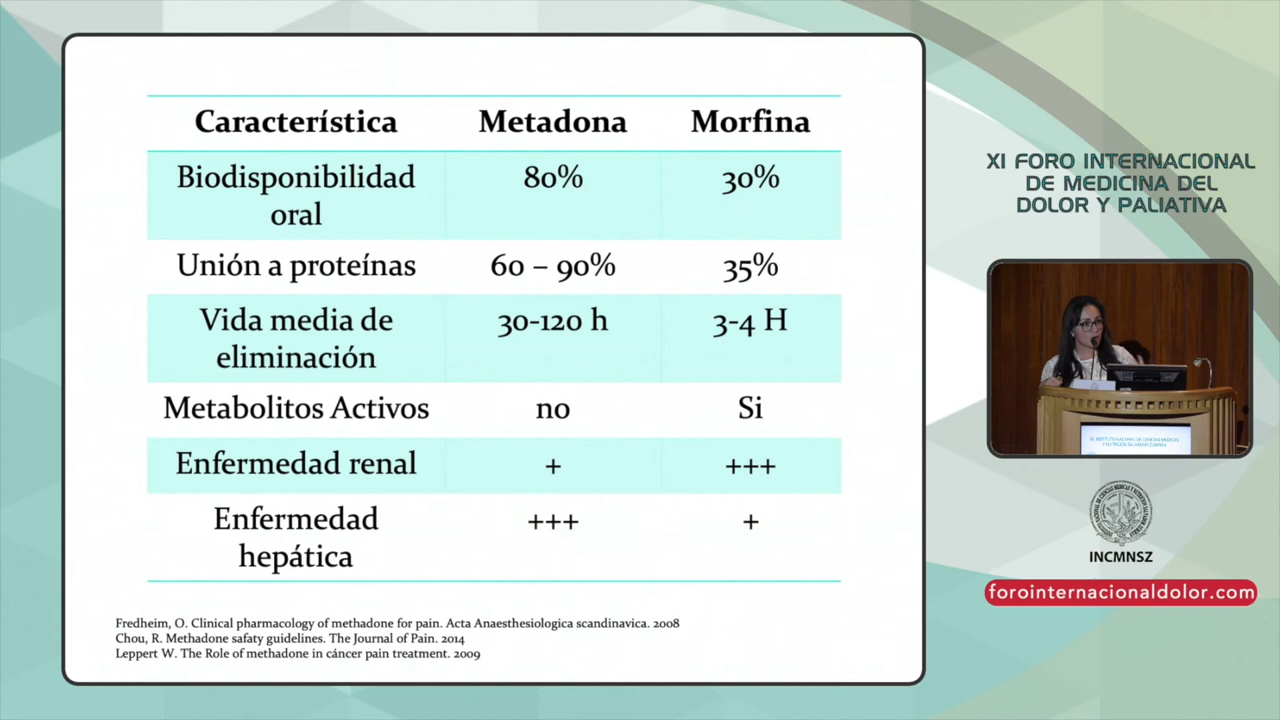 Característica Metadona Morfina
Biodisponibilidad oral 80% 30%
Unión a proteínas 60 – 90% 35%
Vida media de eliminación 30-120 h 3-4 H
Metabolitos Activos no Si
Enfermedad renal + +++
Enfermedad hepática +++ +
Fredheim, O. Clinical pharmacology of methadone for pain. Acta Anaesthesiologica scandinavica. 2008
Chou, R. Methadone safaty guidelines. The Journal of Pain. 2014
Leppert W. The Role of methadone in cáncer pain treatment. 2009
XI FORO INTERNACIONAL
DE MEDICINA DEL
DOLOR Y PALIATIVA
INCMNSZ
forointernacionaldolor.com